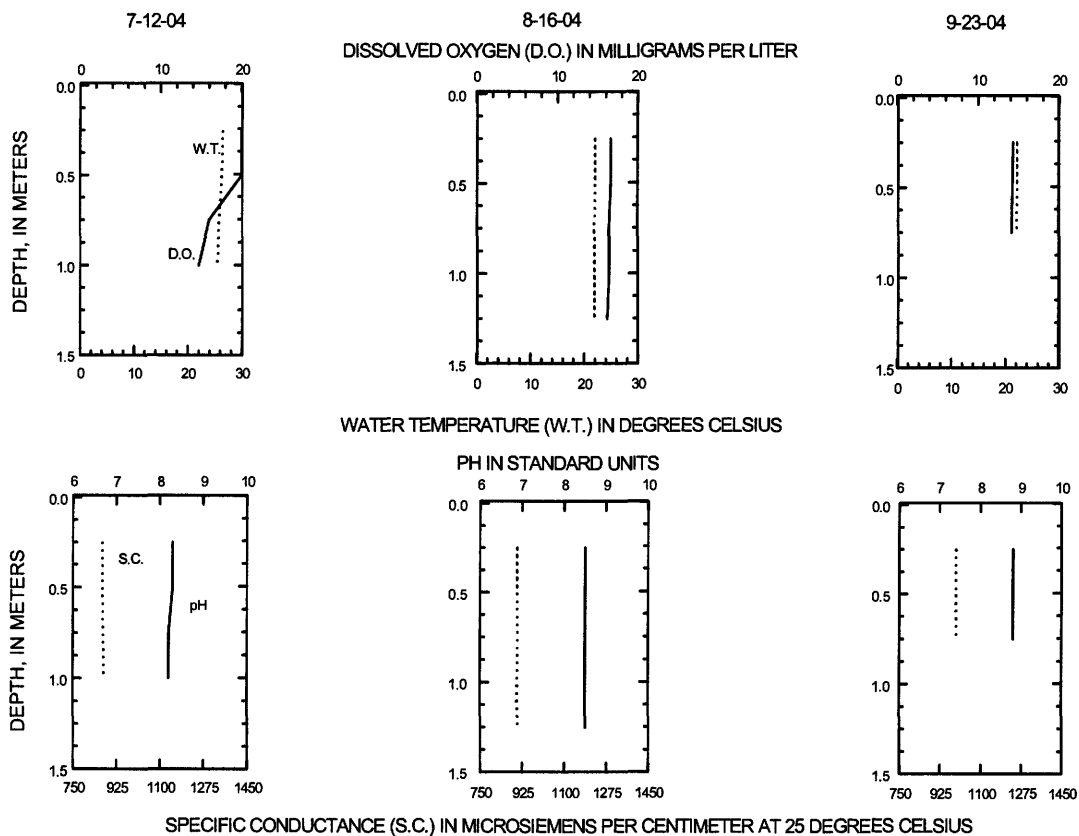 7-12-04 8-16-04 9-23-04
DISSOLVED OXYGEN (D.O.) IN MILLIGRAMS PER LITER
0 10 20 0 10 20 0 10 20
0.0 0.0 0.0
W.T.
0.5 0.5 0.5
D.O.
1.0 1.0 1.0
1.5 1.5 1.5
0 10 20 30 0 10 20 30 0 10 20 30
DEPTH, IN METERS
WATER TEMPERATURE (W.T.) IN DEGREES CELSIUS
PH IN STANDARD UNITS
6 7 8 9 10 6 7 8 9 10 6 7 8 9 10
0.0 0.0 0.0
S.C.
0.5 0.5 0.5
pH
1.0 1.0 1.0
1.5 1.5 1.5
750 925 1100 1275 1450 750 925 1100 1275 1450 750 925 1100 1275 1450
DEPTH, IN METERS
SPECIFIC CONDUCTANCE (S.C.) IN MICROSIEMENS PER CENTIMETER AT 25 DEGREES CELSIUS